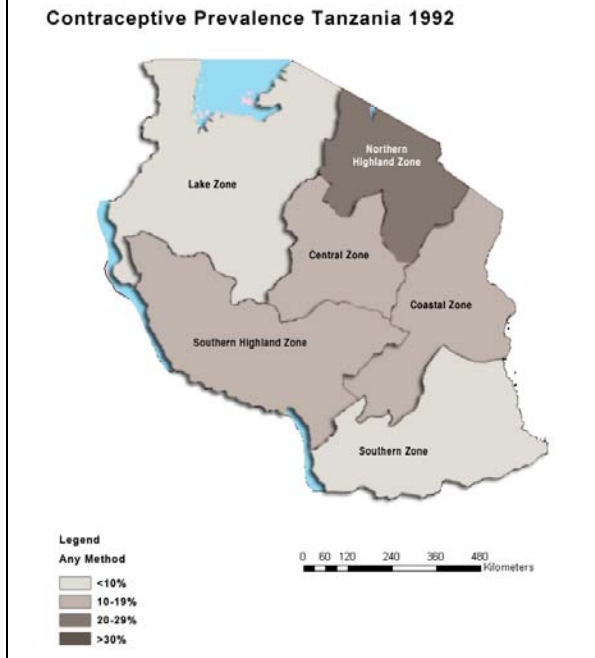 Contraceptive Prevalence Tanzania 1992
Northern
Highland Zone
Lake Zone
Central Zone
Coastal Zone
Southern Highland Zone
Southern Zone
Legend
Any Method
<10%
10-19%
20-29%
>30%
0 60 120 240 360 480
Kilometers